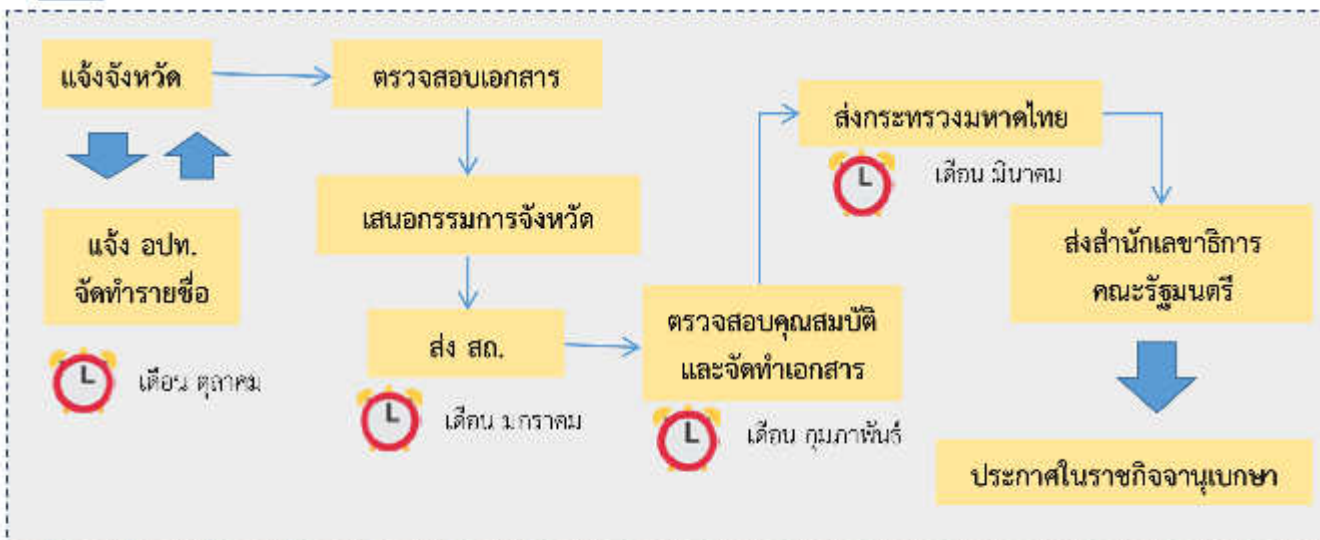 แจ้งจังหวัด
แจ้ง อปท.
จัดทำรายชื่อ
เดือน ตุลาคม
ตรวจสอบเอกสาร
เสนอกรรมการจังหวัด
ส่ง สถ.
เดือน มกราคม
ตรวจสอบคุณสมบัติ
และจัดทำเอกสาร
เดือน กุมภาพันธ์
ส่งกระทรวงมหาดไทย
เดือน มีนาคม
ส่งสำนักเลขาธิการ
คณะรัฐมนตรี
ประกาศในราชกิจจานุเบกษา